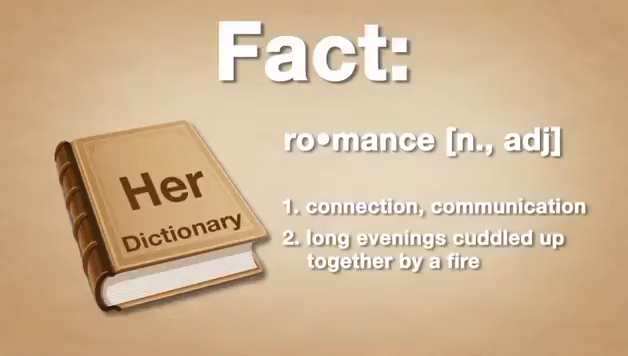 Fact:
Her
Dictionary
ro•mance [n., adj]
1. connection, communication
2. long evenings cuddled up
together by a fire